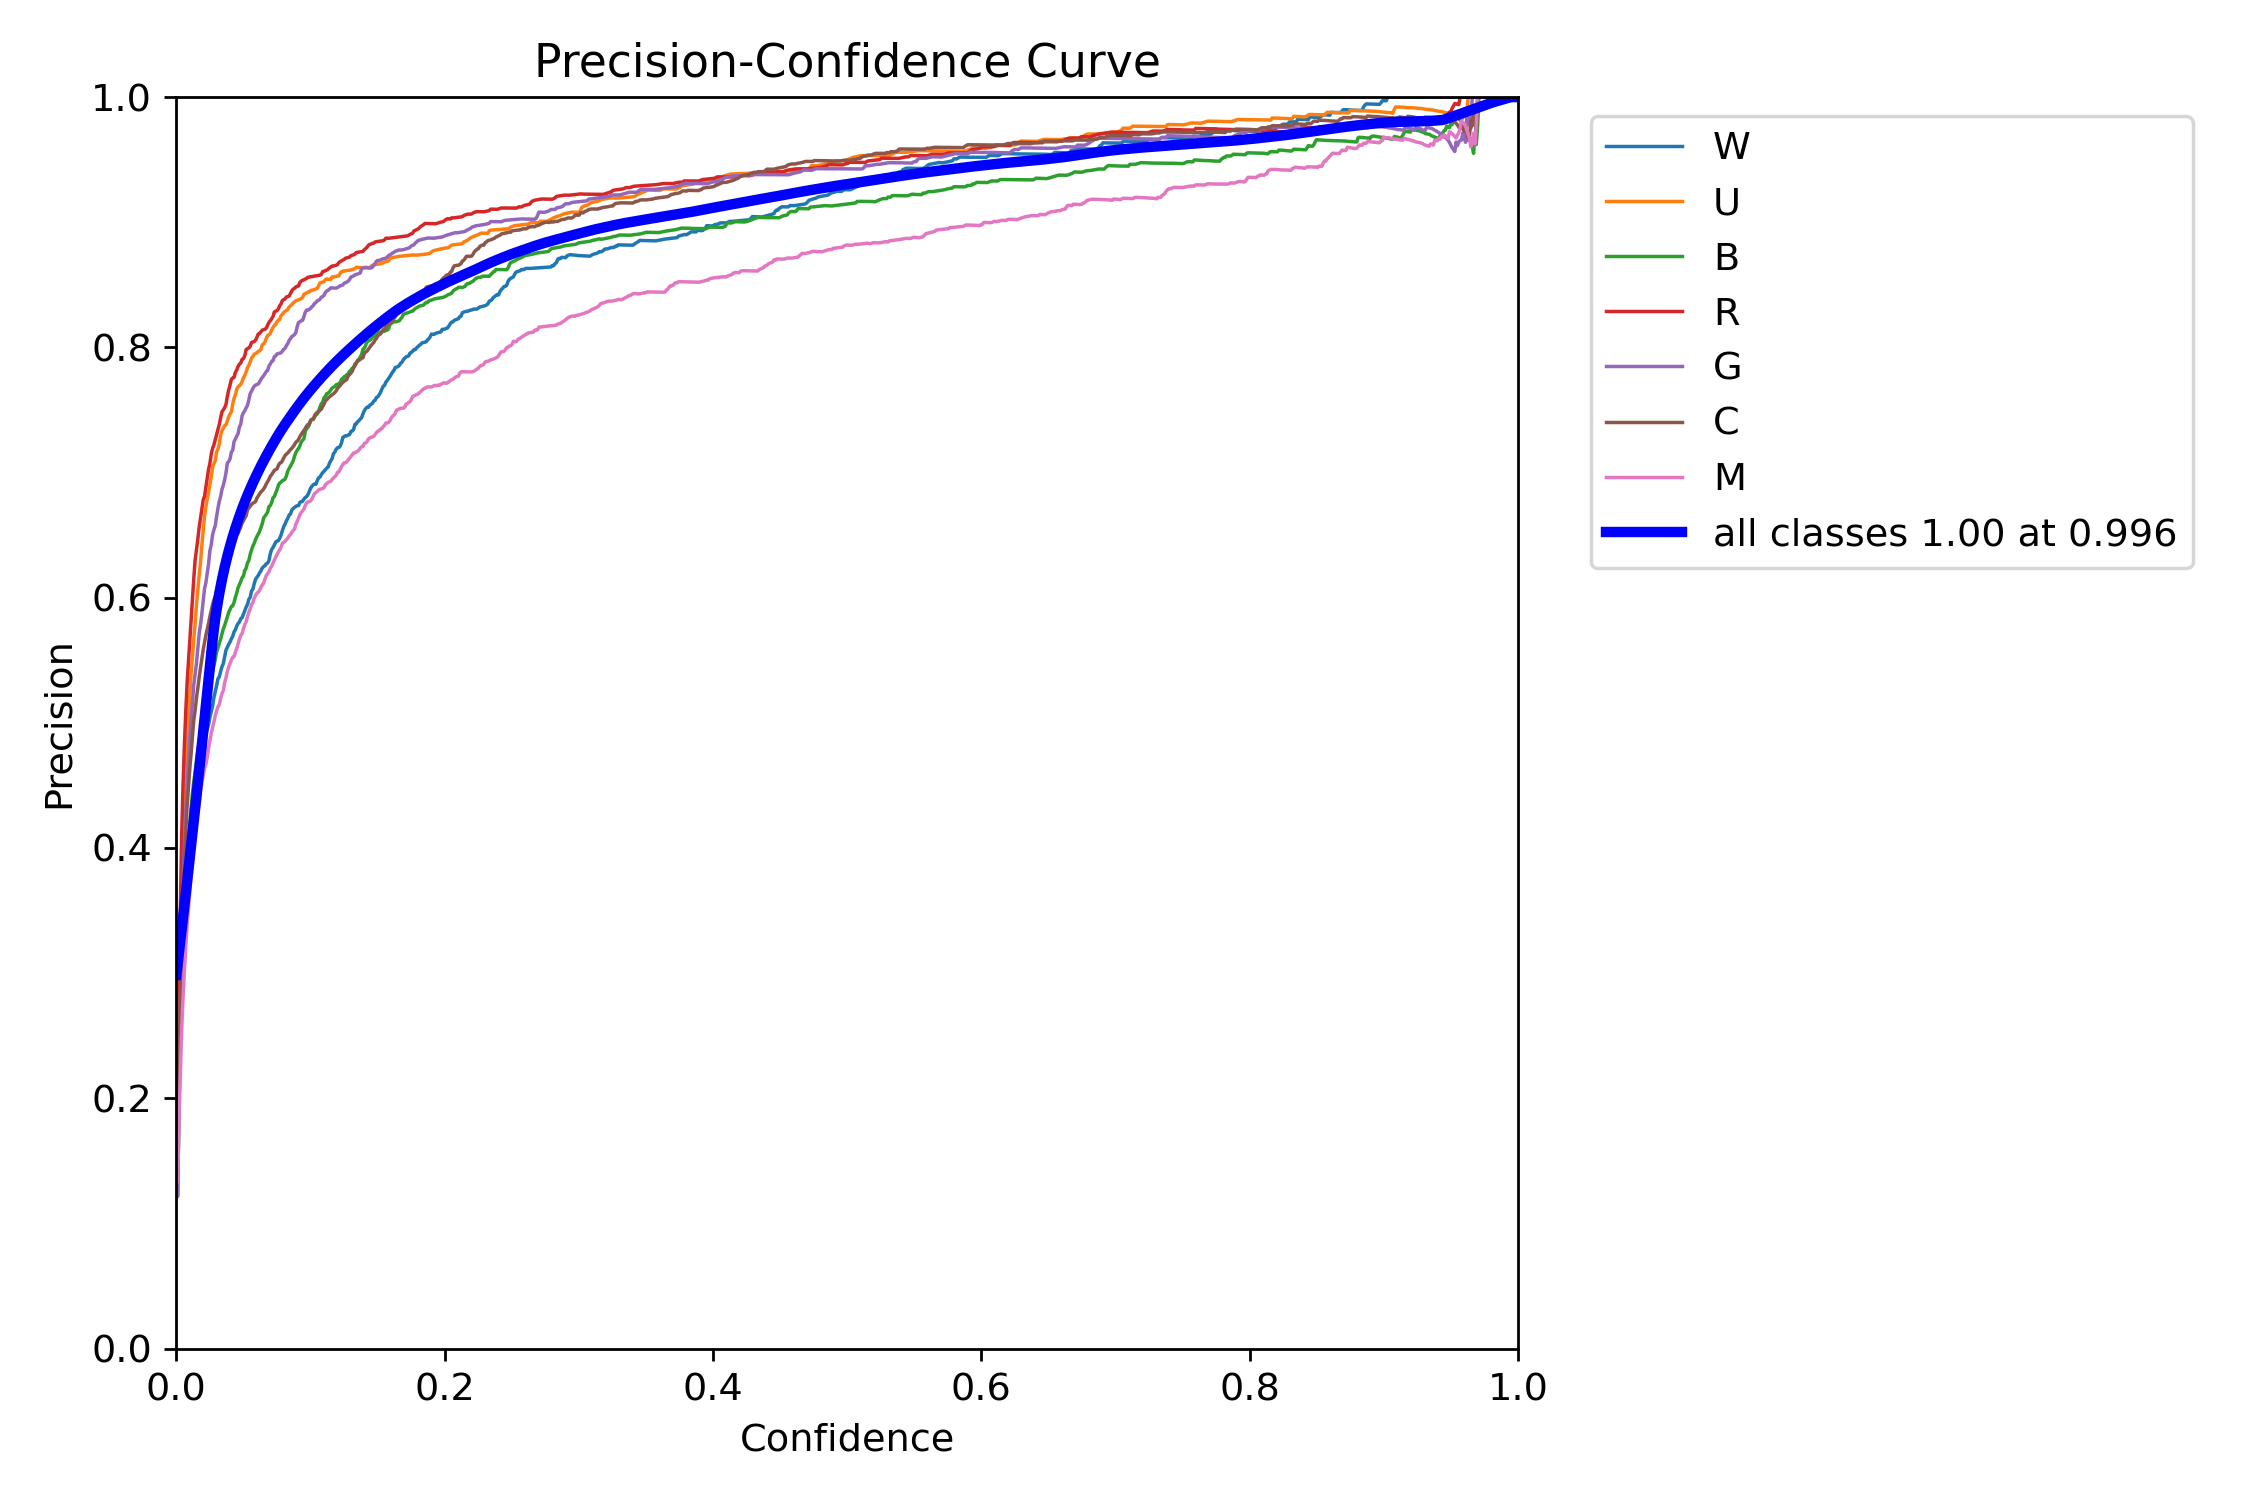 Precision-Confidence Curve
1.0
0.8
0.6
0.4
0.2
0.0
Precision
0.0 0.2 0.4 0.6 0.8 1.0
Confidence
W
U
B
R
G
C
M
all classes 1.00 at 0.996